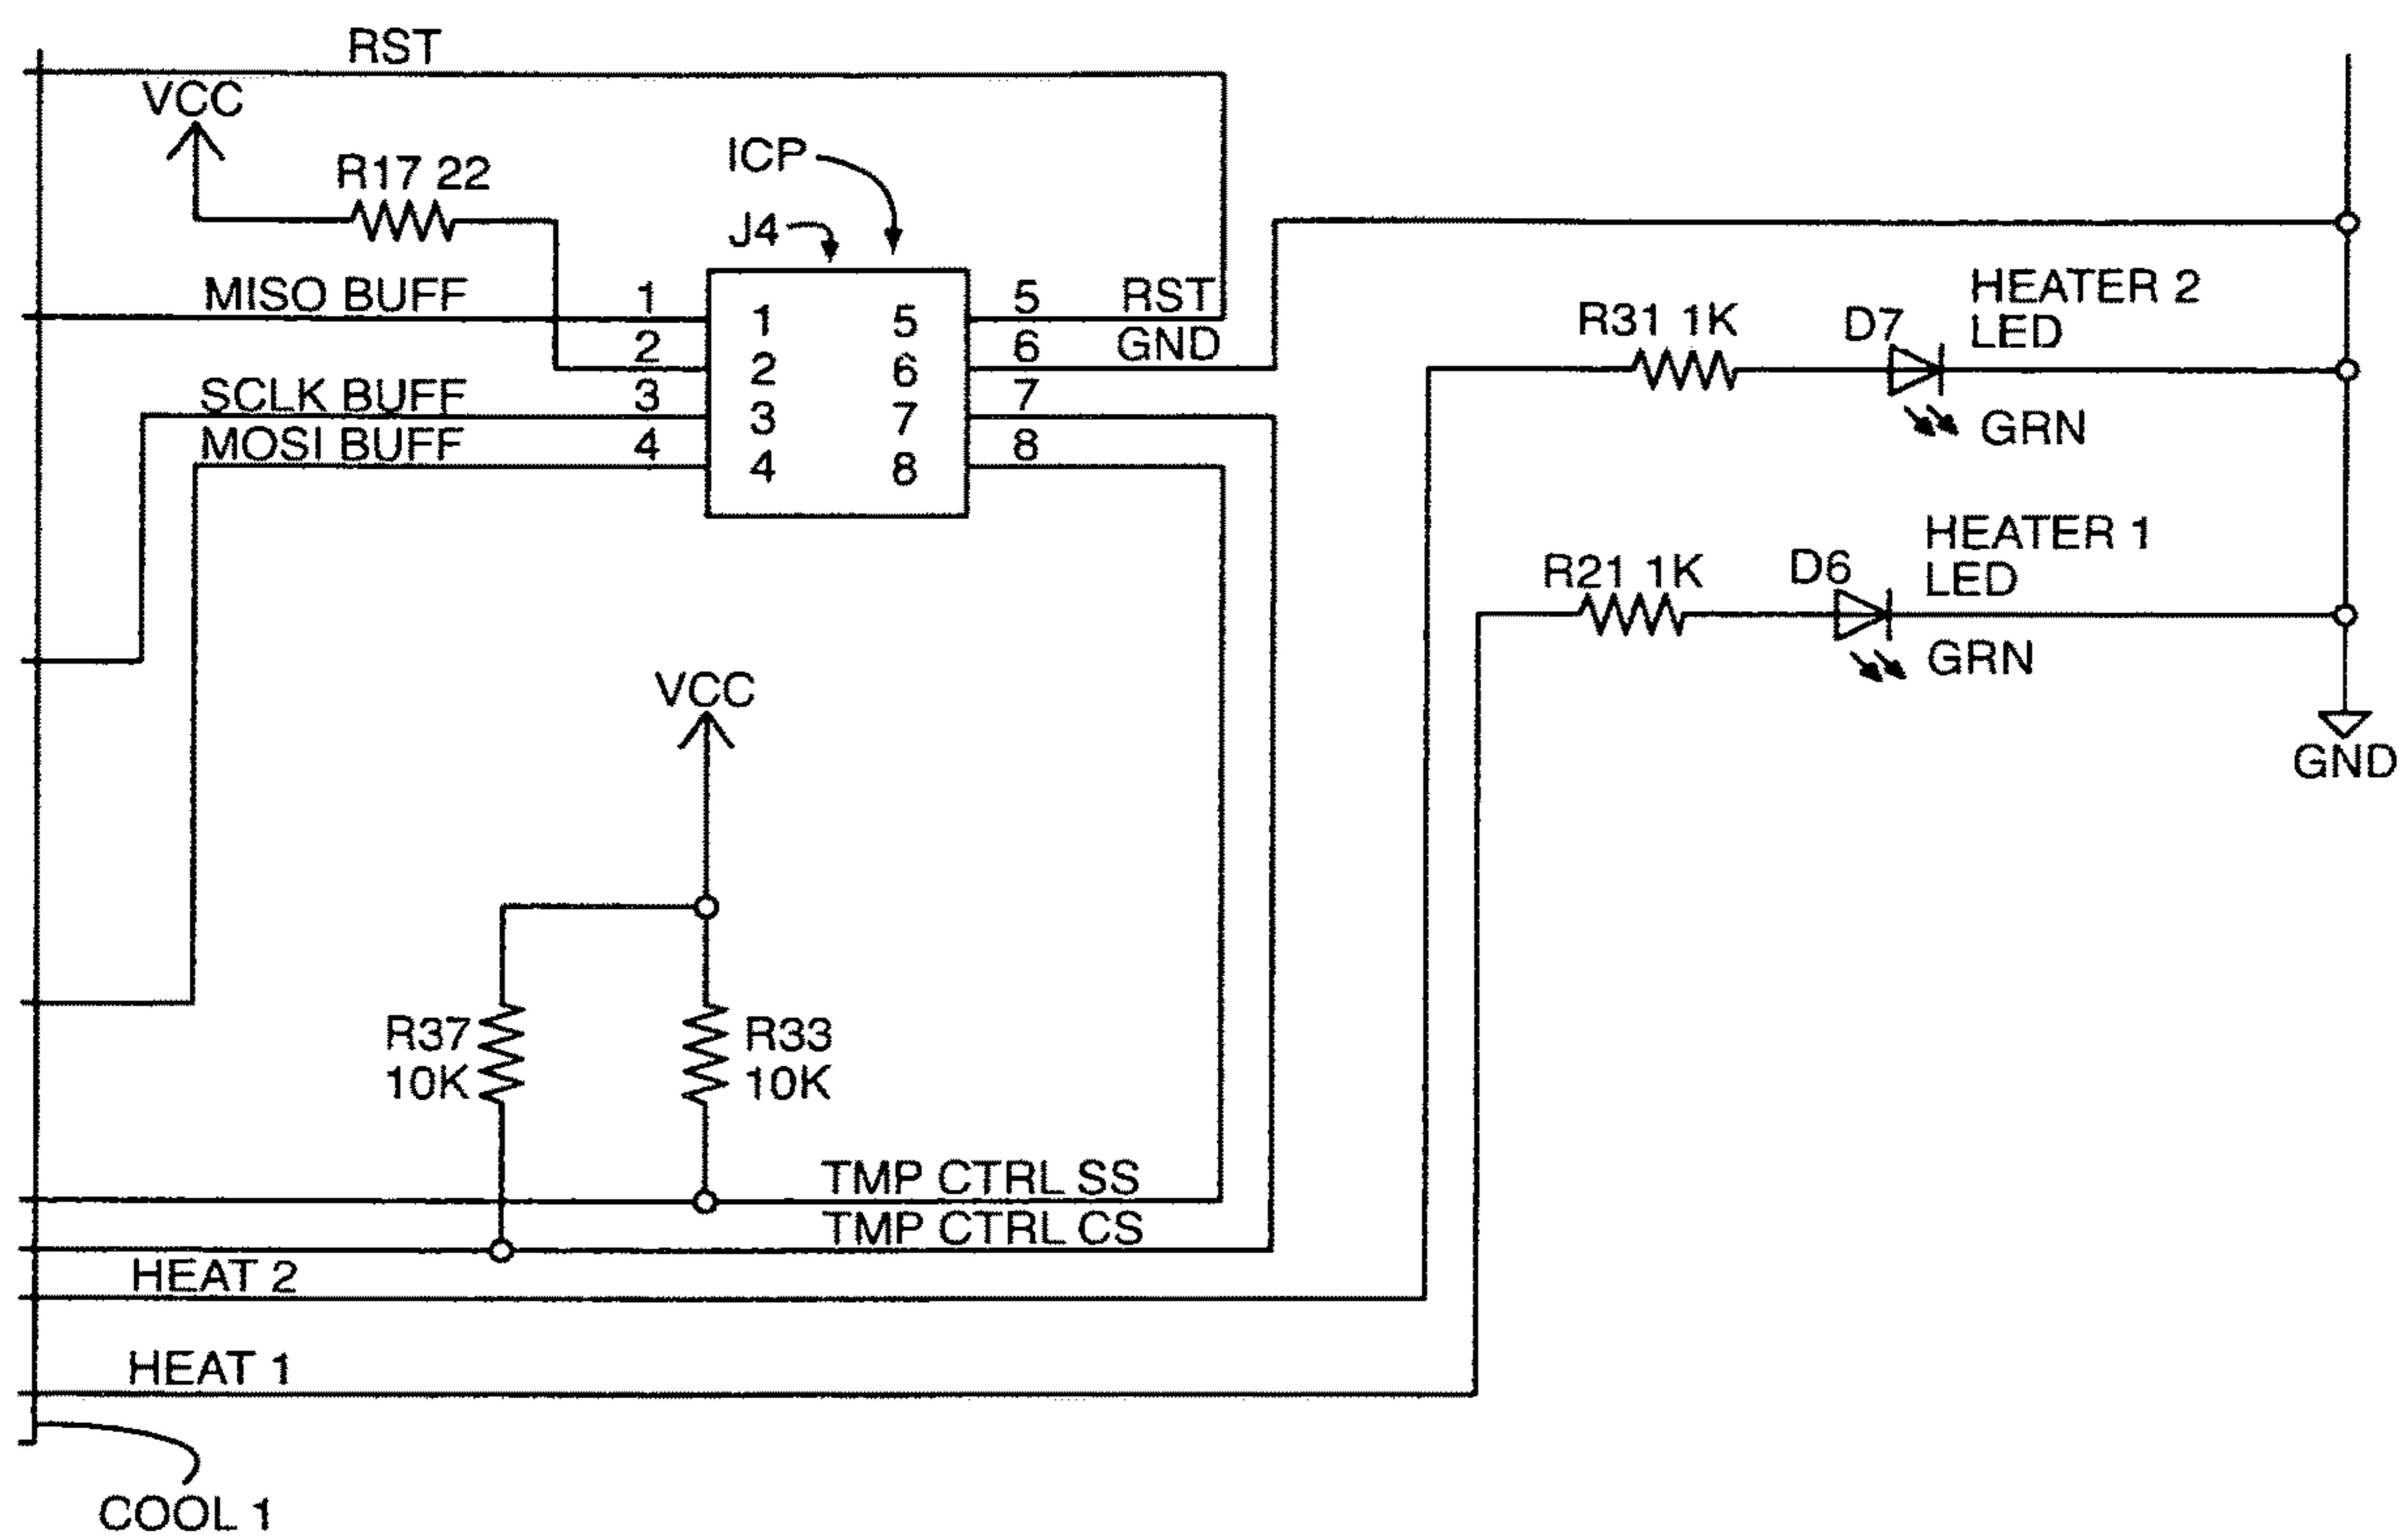 RST
VCC
R17 22
ICP
J4
MISO BUFF
1
2
SCLK BUFF
3
MOSI BUFF
4
1
2
3
4
5
6
7
8
5
RST
6
GND
7
8
R31 1K
D7
HEATER 2
LED
GRN
R21 1K
D6
HEATER 1
LED
GRN
GND
VCC
R37
10K
R33
10K
TMP CTRL SS
TMP CTRL CS
HEAT 2
HEAT 1
COOL 1